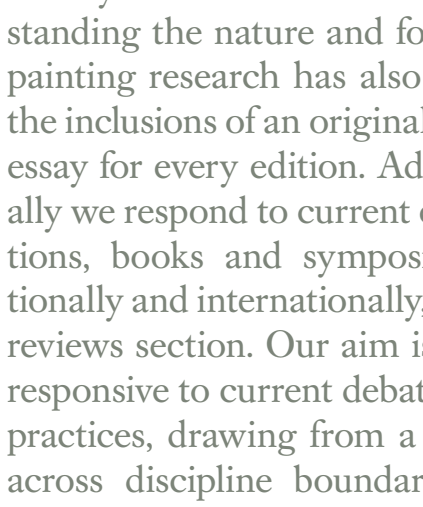 standing the nature and fo
painting research has also
the inclusions of an original
essay for every edition. Ad
ally we respond to current
tions, books and symposi
tionally and internationally,
reviews section. Our aim is
responsive to current debat
practices, drawing from a
across discipline boundar